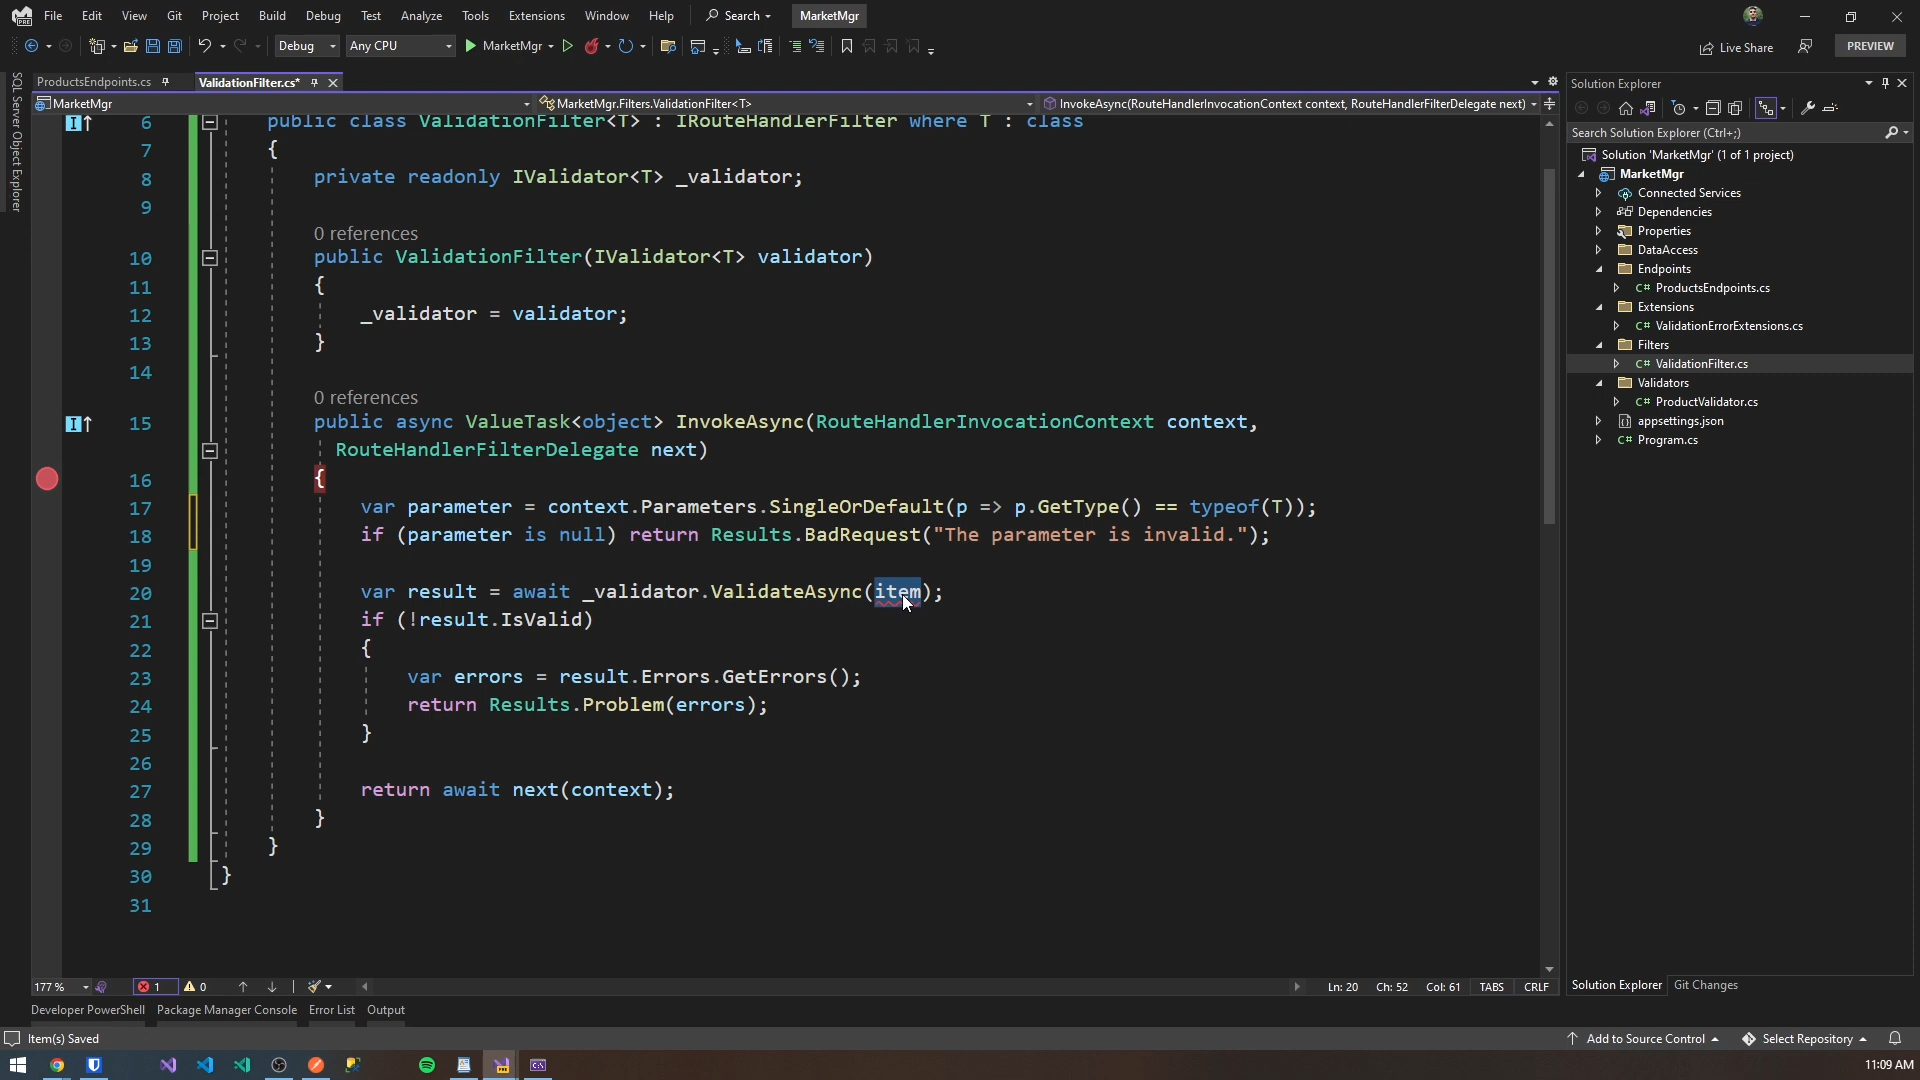 File Edit View Git Project Build Debug Test Analyze Tools Extensions Window Help Search MarketMgr
Debug Any CPU MarketMgr Live Share PREVIEW
SQL Server Object Explorer
ProductsEndpoints.cs ValidationFilter.cs*
MarketMgr MarketMgr.Filters.ValidationFilter<T> InvokeAsync(RouteHandlerInvocationContext context, RouteHandlerFilterDelegate next)
6 public class ValidationFilter<T> : IRouteHandlerFilter where T : class
7 {
8 private readonly IValidator<T> _validator;
9
0 references
10 public ValidationFilter(IValidator<T> validator)
11 {
12 _validator = validator;
13 }
14
0 references
15 public async ValueTask<object> InvokeAsync(RouteHandlerInvocationContext context,
RouteHandlerFilterDelegate next)
16 {
17 var parameter = context.Parameters.SingleOrDefault(p => p.GetType() == typeof(T));
18 if (parameter is null) return Results.BadRequest("The parameter is invalid.");
19
20 var result = await _validator.ValidateAsync(item);
21 if (!result.IsValid)
22 {
23 var errors = result.Errors.GetErrors();
24 return Results.Problem(errors);
25 }
26
27 return await next(context);
28 }
29 }
30 }
31
177 % 1 0 Ln: 20 Ch: 52 Col: 61 TABS CRLF
Developer PowerShell Package Manager Console Error List Output
Solution Explorer
Search Solution Explorer (Ctrl+;)
Solution 'MarketMgr' (1 of 1 project)
MarketMgr
Connected Services
Dependencies
Properties
DataAccess
Endpoints
C# ProductsEndpoints.cs
Extensions
C# ValidationErrorExtensions.cs
Filters
C# ValidationFilter.cs
Validators
C# ProductValidator.cs
appsettings.json
C# Program.cs
Solution Explorer Git Changes
Item(s) Saved Add to Source Control Select Repository
11:09 AM